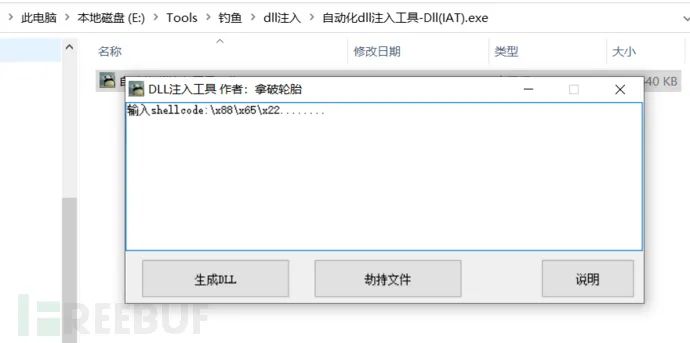 此电脑 > 本地磁盘 (E:) > Tools > 钓鱼 > dll注入 > 自动化dll注入工具-Dll(IAT).exe
名称 修改日期 类型 大小
40 KB
DLL注入工具 作者：拿破轮胎
输入shellcode:\x88\x65\x22........
生成DLL 劫持文件 说明
REEBUF